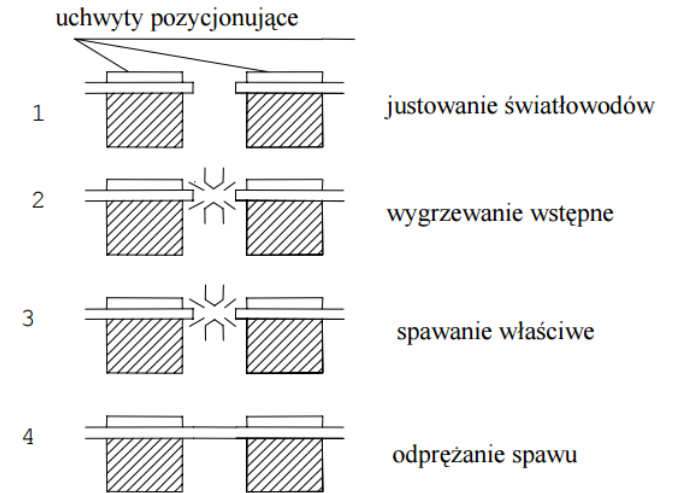 uchwyty pozycjonujące
1 justowanie światłowodów
2 wygrzewanie wstępne
3 spawanie właściwe
4 odprężanie spawu